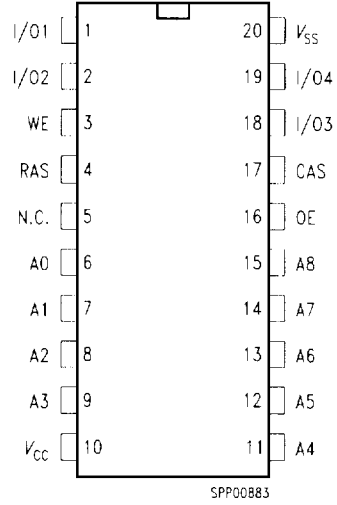 I/O1 1 20 VSS
I/O2 2 19 I/O4
WE 3 18 I/O3
RAS 4 17 CAS
N.C. 5 16 OE
A0 6 15 A8
A1 7 14 A7
A2 8 13 A6
A3 9 12 A5
VCC 10 11 A4
SPP00883